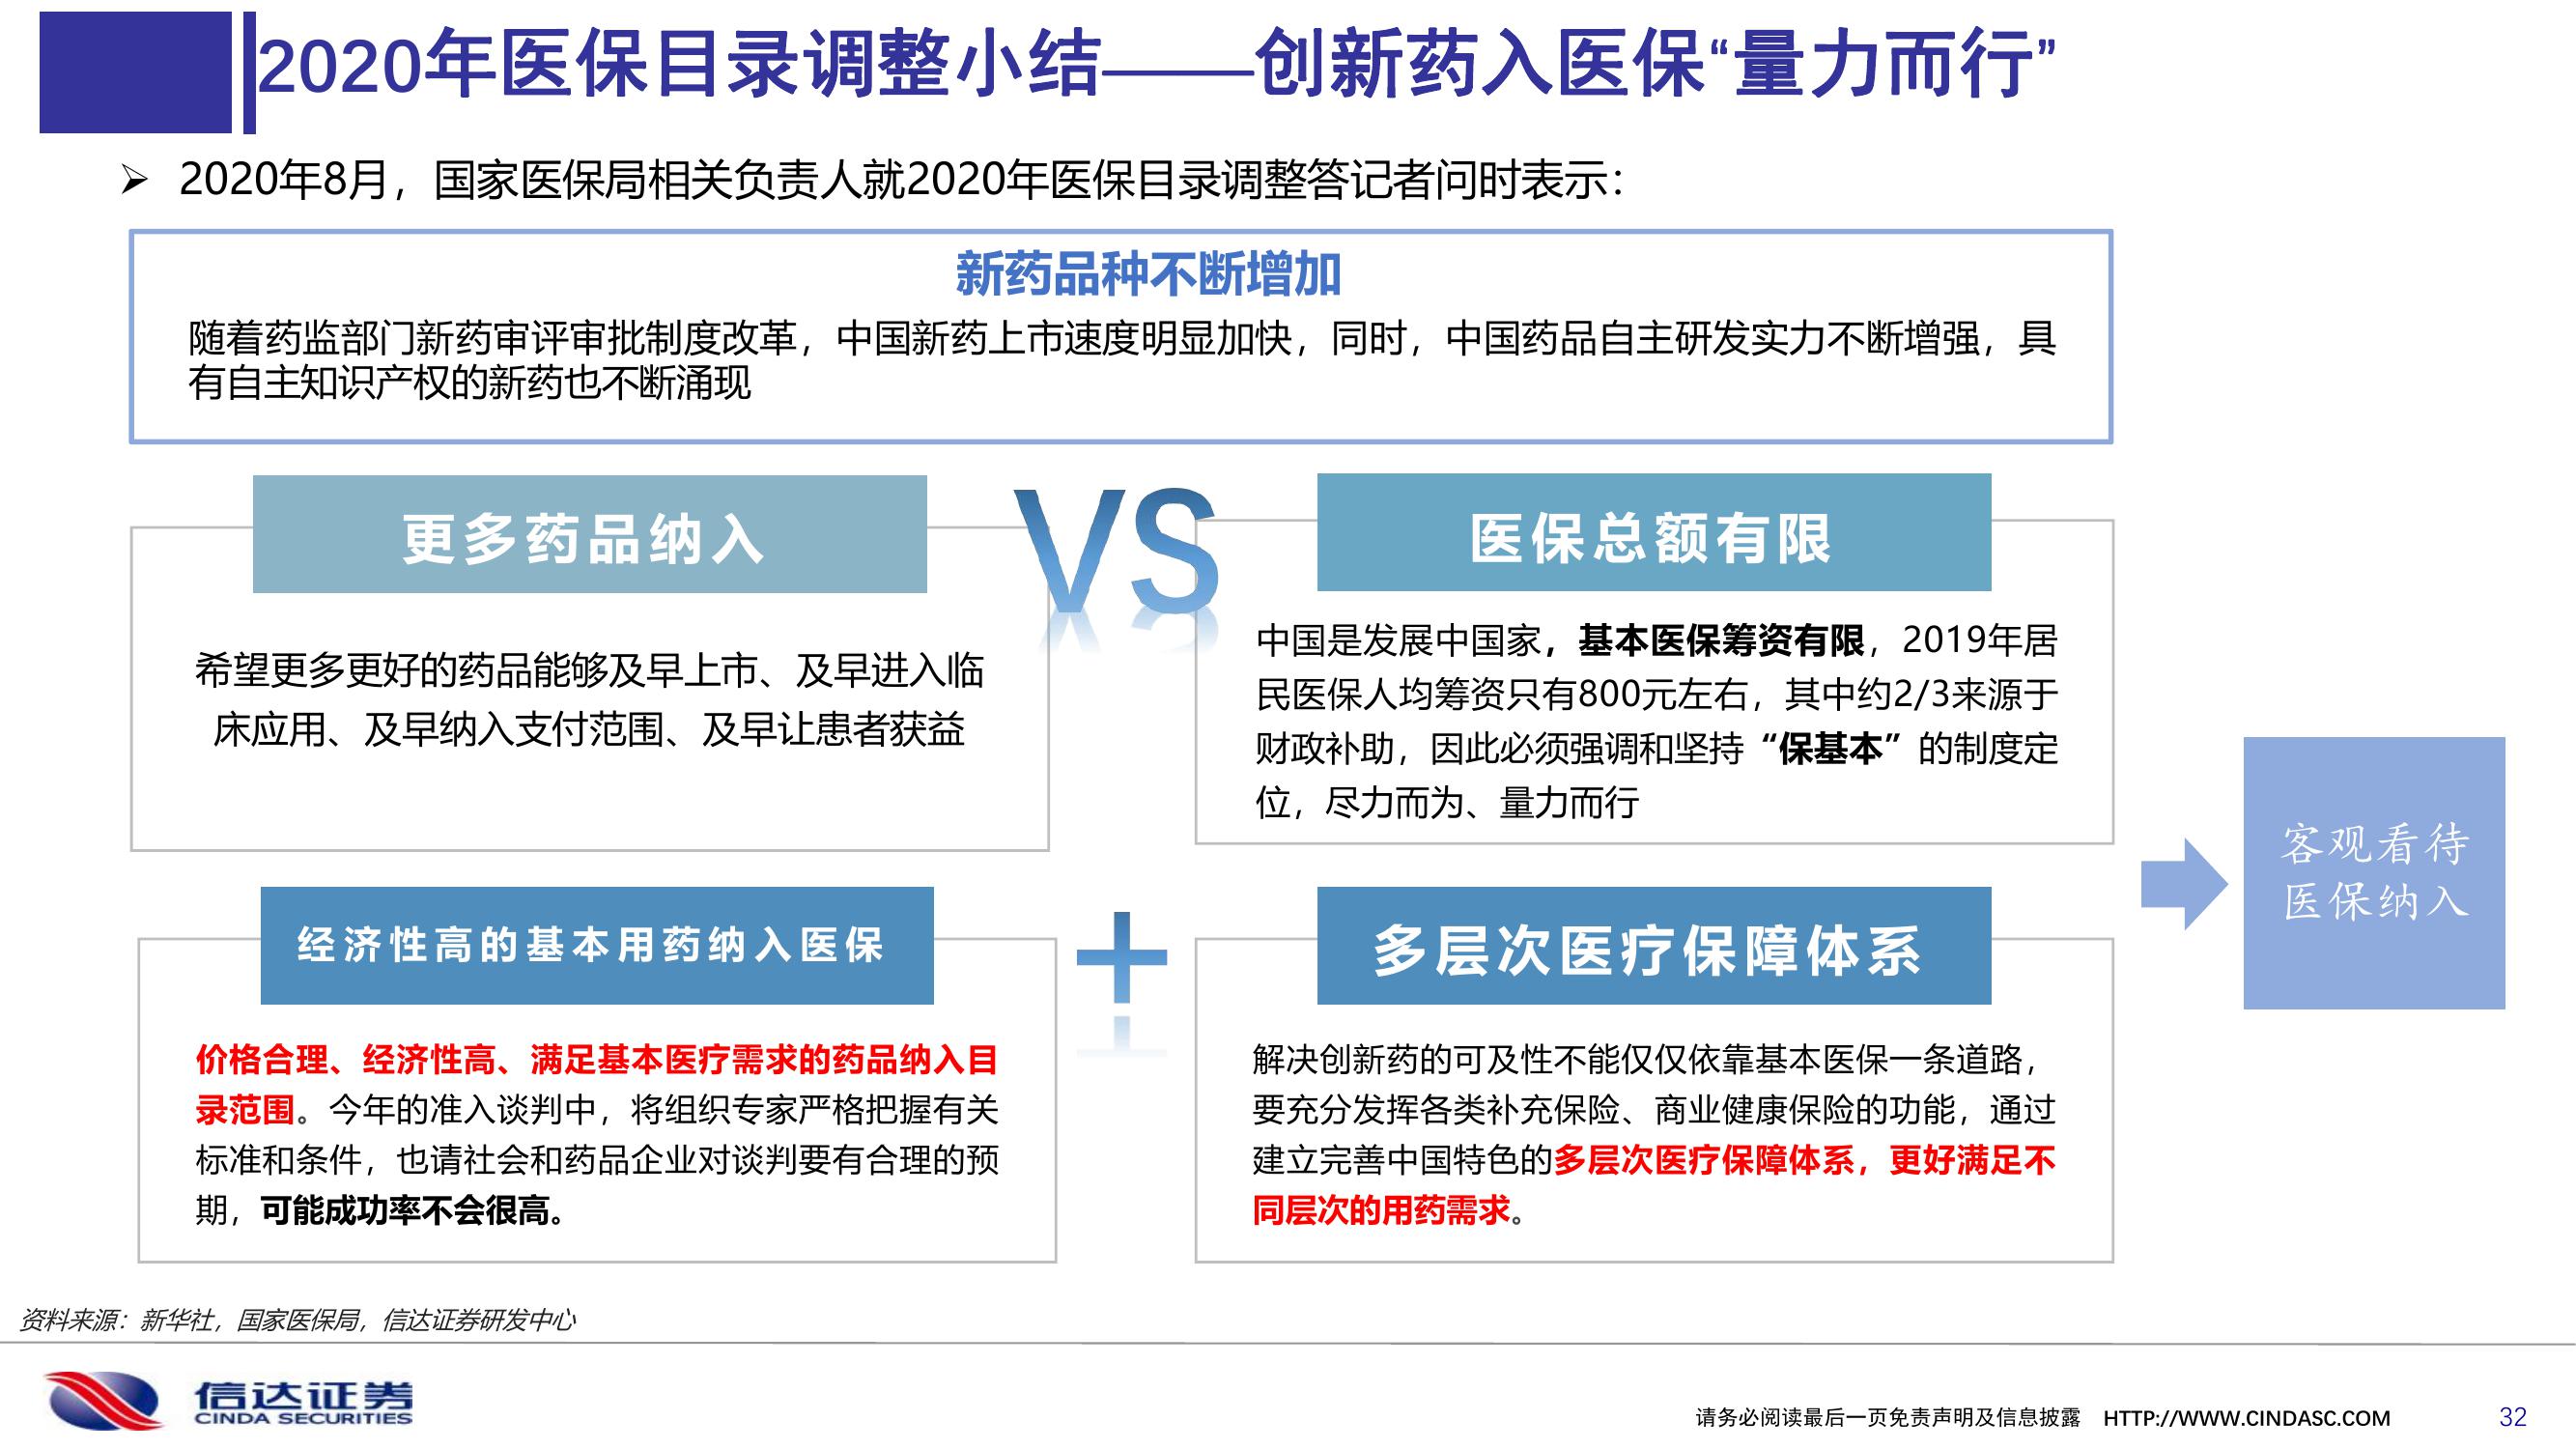 2020年医保目录调整小结——创新药入医保“量力而行”
➢ 2020年8月，国家医保局相关负责人就2020年医保目录调整答记者问时表示：
新药品种不断增加
随着药监部门新药审评审批制度改革，中国新药上市速度明显加快，同时，中国药品自主研发实力不断增强，具
有自主知识产权的新药也不断涌现
更多药品纳入
希望更多更好的药品能够及早上市、及早进入临
床应用、及早纳入支付范围、及早让患者获益
VS
医保总额有限
中国是发展中国家，基本医保筹资有限，2019年居
民医保人均筹资只有800元左右，其中约2/3来源于
财政补助，因此必须强调和坚持“保基本”的制度定
位，尽力而为、量力而行
经济性高的基本用药纳入医保
价格合理、经济性高、满足基本医疗需求的药品纳入目
录范围。今年的准入谈判中，将组织专家严格把握有关
标准和条件，也请社会和药品企业对谈判要有合理的预
期，可能成功率不会很高。
+
多层次医疗保障体系
解决创新药的可及性不能仅仅依靠基本医保一条道路，
要充分发挥各类补充保险、商业健康保险的功能，通过
建立完善中国特色的多层次医疗保障体系，更好满足不
同层次的用药需求。
客观看待
医保纳入
资料来源：新华社，国家医保局，信达证券研发中心
信达证券
CINDA SECURITIES
请务必阅读最后一页免责声明及信息披露 HTTP://WWW.CINDASC.COM 32